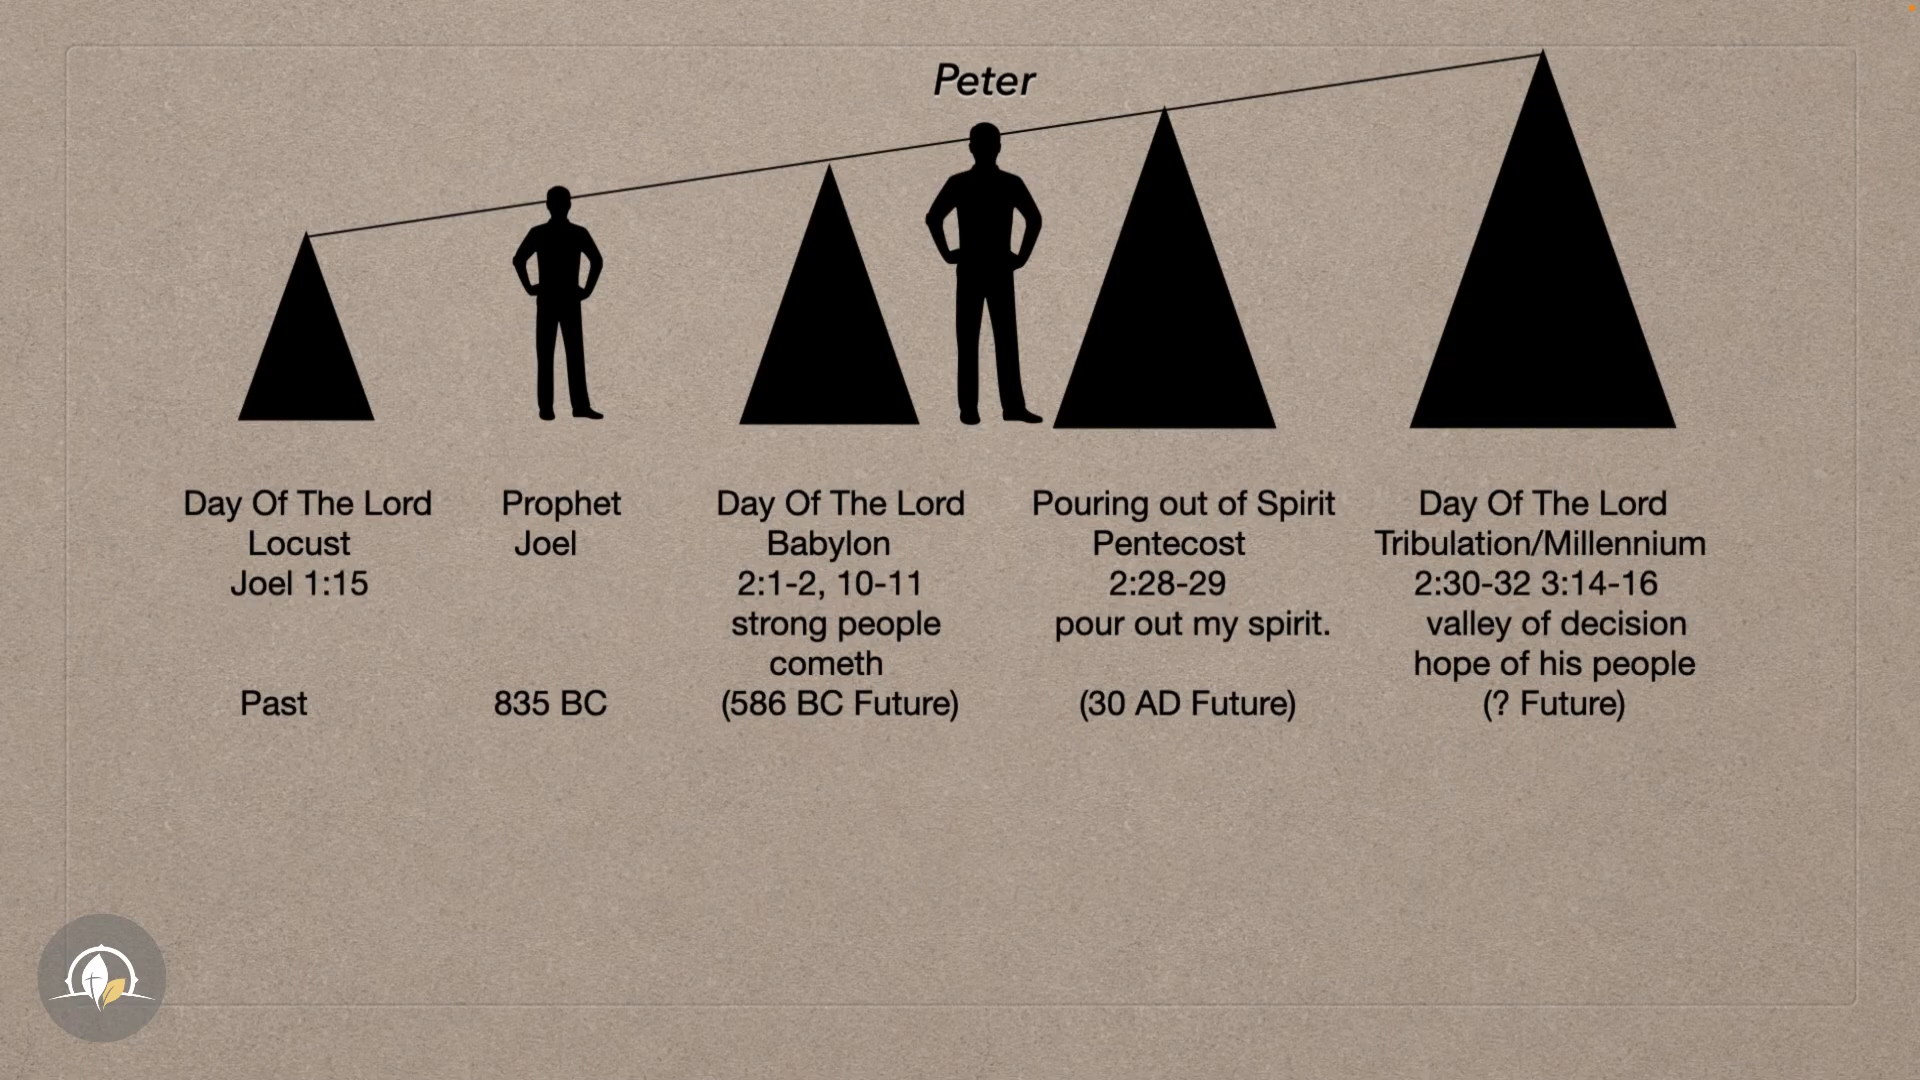 Peter
Day Of The Lord
Locust
Joel 1:15
Past
Prophet
Joel
835 BC
Day Of The Lord
Babylon
2:1-2, 10-11
strong people
cometh
(586 BC Future)
Pouring out of Spirit
Pentecost
2:28-29
pour out my spirit.
(30 AD Future)
Day Of The Lord
Tribulation/Millennium
2:30-32 3:14-16
valley of decision
hope of his people
(? Future)